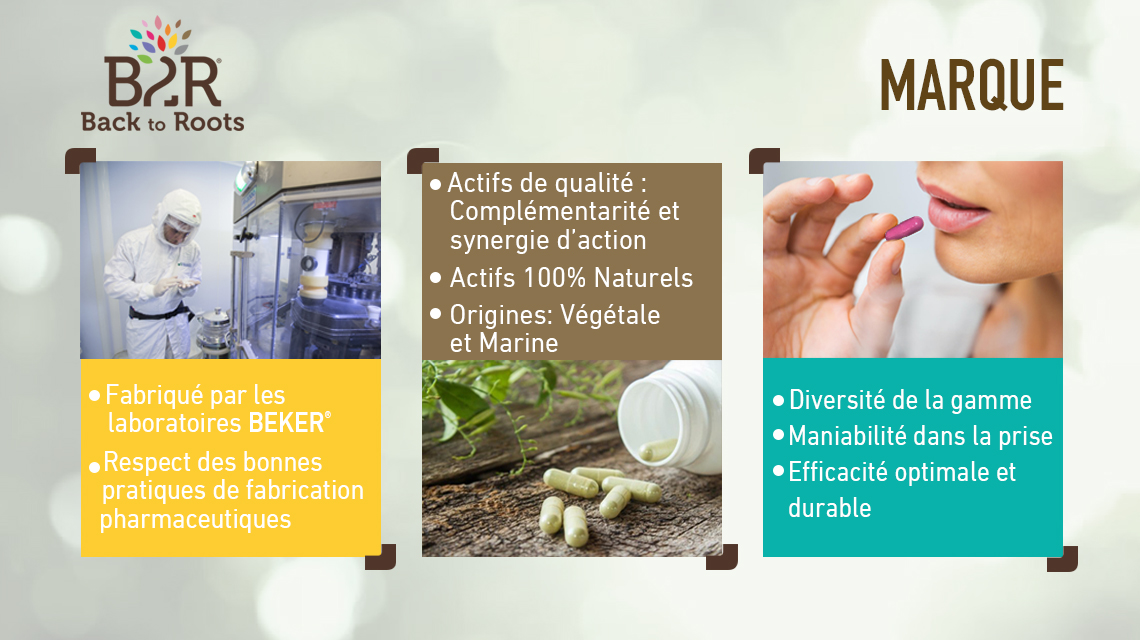 B2R®
Back to Roots
MARQUE
Fabriqué par les
laboratoires BEKER®
Respect des bonnes
pratiques de fabrication
pharmaceutiques
Actifs de qualité :
Complémentarité et
synergie d'action
Actifs 100% Naturels
Origines: Végétale
et Marine
Diversité de la gamme
Maniabilité dans la prise
Efficacité optimale et
durable